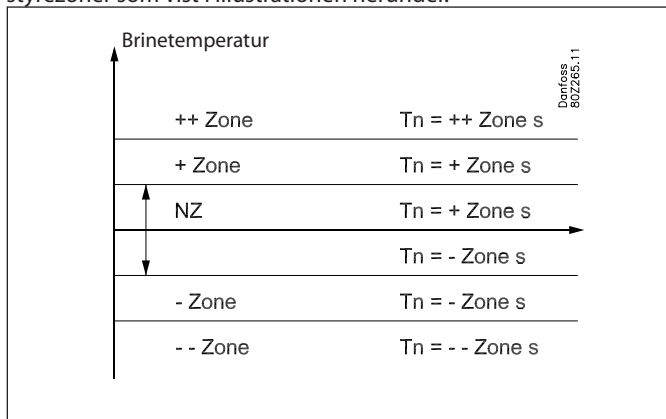 styrezoner som vist i illustrationen herunder.
Brinetemperatur
Danfoss
80Z265.11
++ Zone Tn = ++ Zone s
+ Zone Tn = + Zone s
NZ Tn = + Zone s
Tn = - Zone s
- Zone Tn = - Zone s
- - Zone Tn = - - Zone s